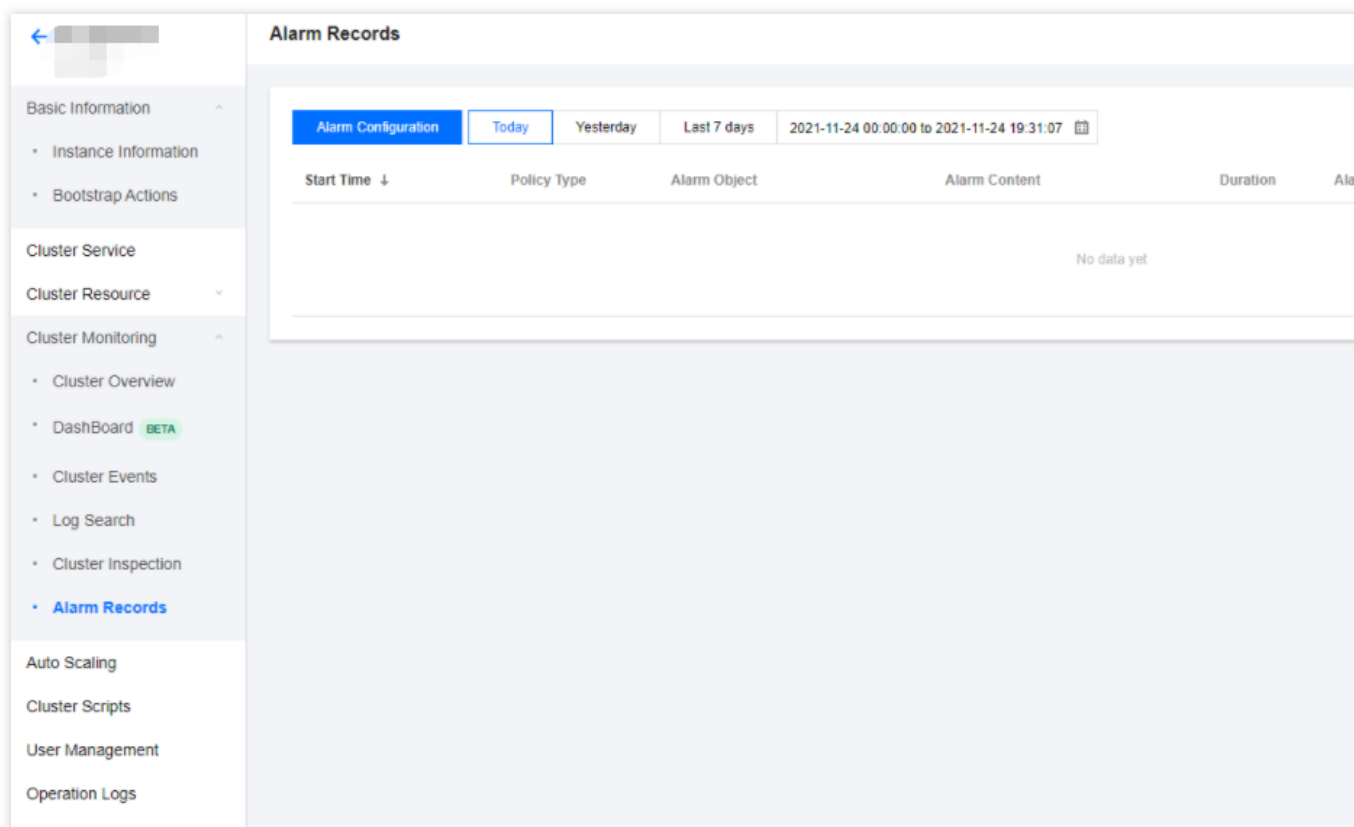 Alarm Records
Basic Information
Instance Information
Bootstrap Actions
Cluster Service
Cluster Resource
Cluster Monitoring
Cluster Overview
DashBoard BETA
Cluster Events
Log Search
Cluster Inspection
Alarm Records
Auto Scaling
Cluster Scripts
User Management
Operation Logs
Alarm Configuration Today Yesterday Last 7 days 2021-11-24 00:00:00 to 2021-11-24 19:31:07
Start Time ↓ Policy Type Alarm Object Alarm Content Duration Ala
No data yet